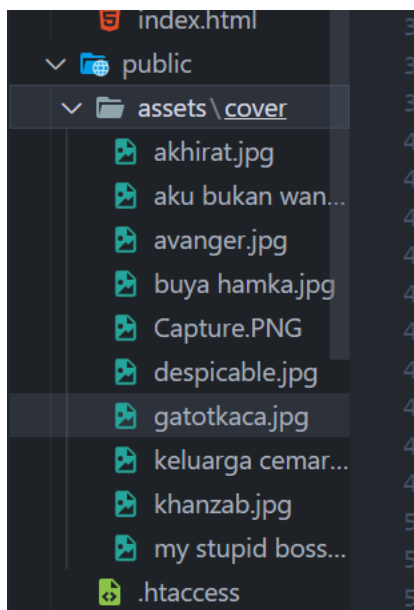 index.html
public
assets\cover
akhirat.jpg
aku bukan wan...
avanger.jpg
buya hamka.jpg
Capture.PNG
despicable.jpg
gatotkaca.jpg
keluarga cemar...
khanzab.jpg
my stupid boss...
.htaccess